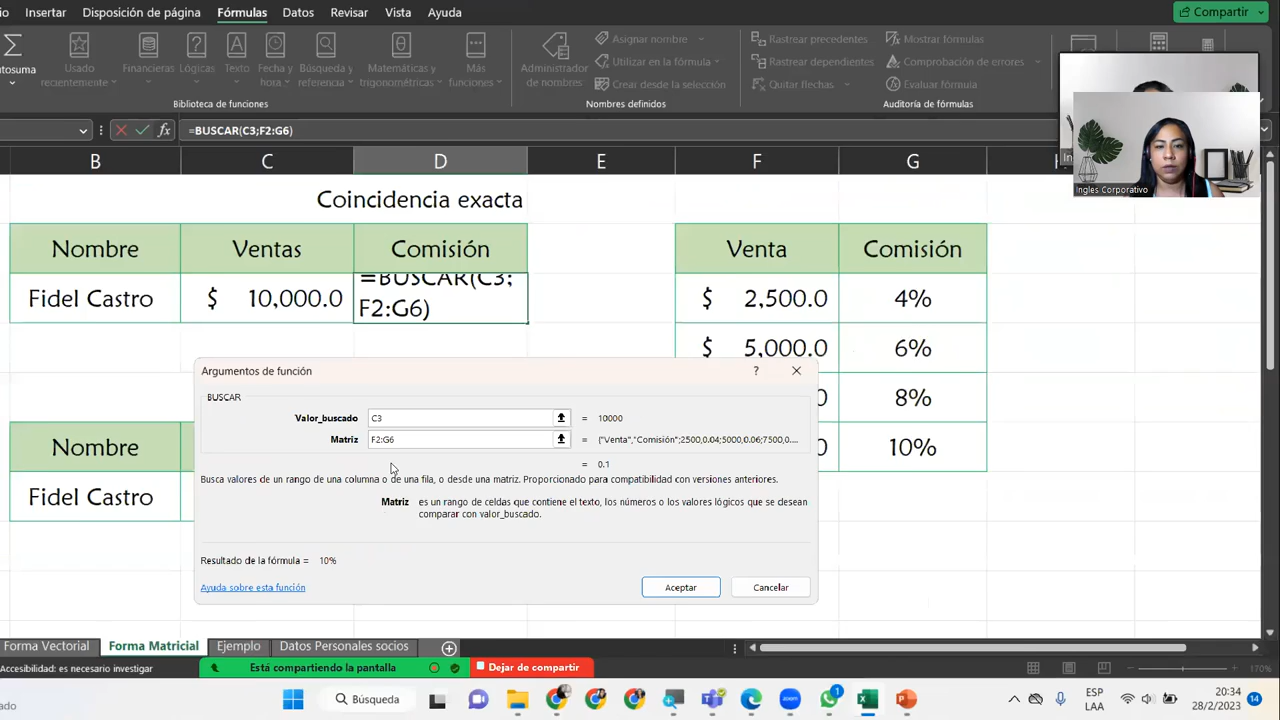 io Insertar Disposición de página Fórmulas Datos Revisar Vista Ayuda Compartir
Autosuma
Usado recientemente
Financieras
Lógicas
Texto
Fecha y hora
Búsqueda y referencia
Matemáticas y trigonométricas
Más funciones
Biblioteca de funciones
Administrador de nombres
Asignar nombre
Utilizar en la fórmula
Crear desde la selección
Nombres definidos
Rastrear precedentes
Rastrear dependientes
Quitar flechas
Mostrar fórmulas
Comprobación de errores
Evaluar fórmula
Auditoría de fórmulas
Ingles Corporativo
fx =BUSCAR(C3;F2:G6)
B C D E F G
Coincidencia exacta
Nombre Ventas Comisión Venta Comisión
Fidel Castro $ 10,000.0 =BUSCAR(C3;
F2:G6) $ 2,500.0 4%
$ 5,000.0 6%
0 8%
Nombre 0 10%
Fidel Castro
Argumentos de función ? ×
BUSCAR
Valor_buscado C3 = 10000
Matriz F2:G6 = {"Venta","Comisión";2500,0.04;5000,0.06;7500,0....
= 0.1
Busca valores de un rango de una columna o de una fila, o desde una matriz. Proporcionado para compatibilidad con versiones anteriores.
Matriz es un rango de celdas que contiene el texto, los números o los valores lógicos que se desean
comparar con valor_buscado.
Resultado de la fórmula = 10%
Ayuda sobre esta función Aceptar Cancelar
Forma Vectorial Forma Matricial Ejemplo Datos Personales socios
Accesibilidad: es necesario investigar Está compartiendo la pantalla Dejar de compartir 170%
Búsqueda
zoom
1
ESP
LAA
20:34
28/2/2023
14